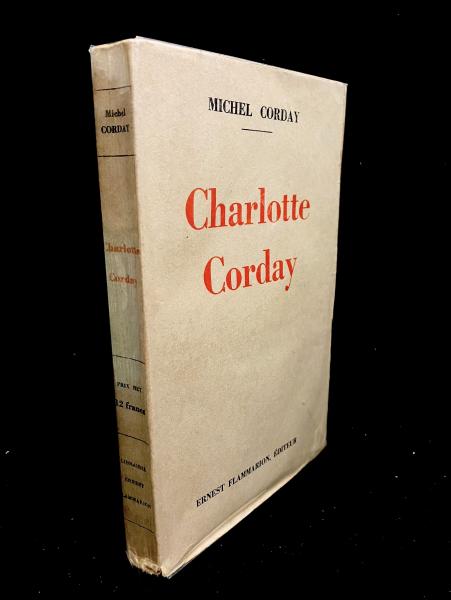 Michel
CORDAY
Charlotte
Corday
PRIX NET
12 francs
LIBRAIRIE
ERNEST
FLAMMARION
MICHEL CORDAY
Charlotte
Corday
ERNEST FLAMMARION, ÉDITEUR